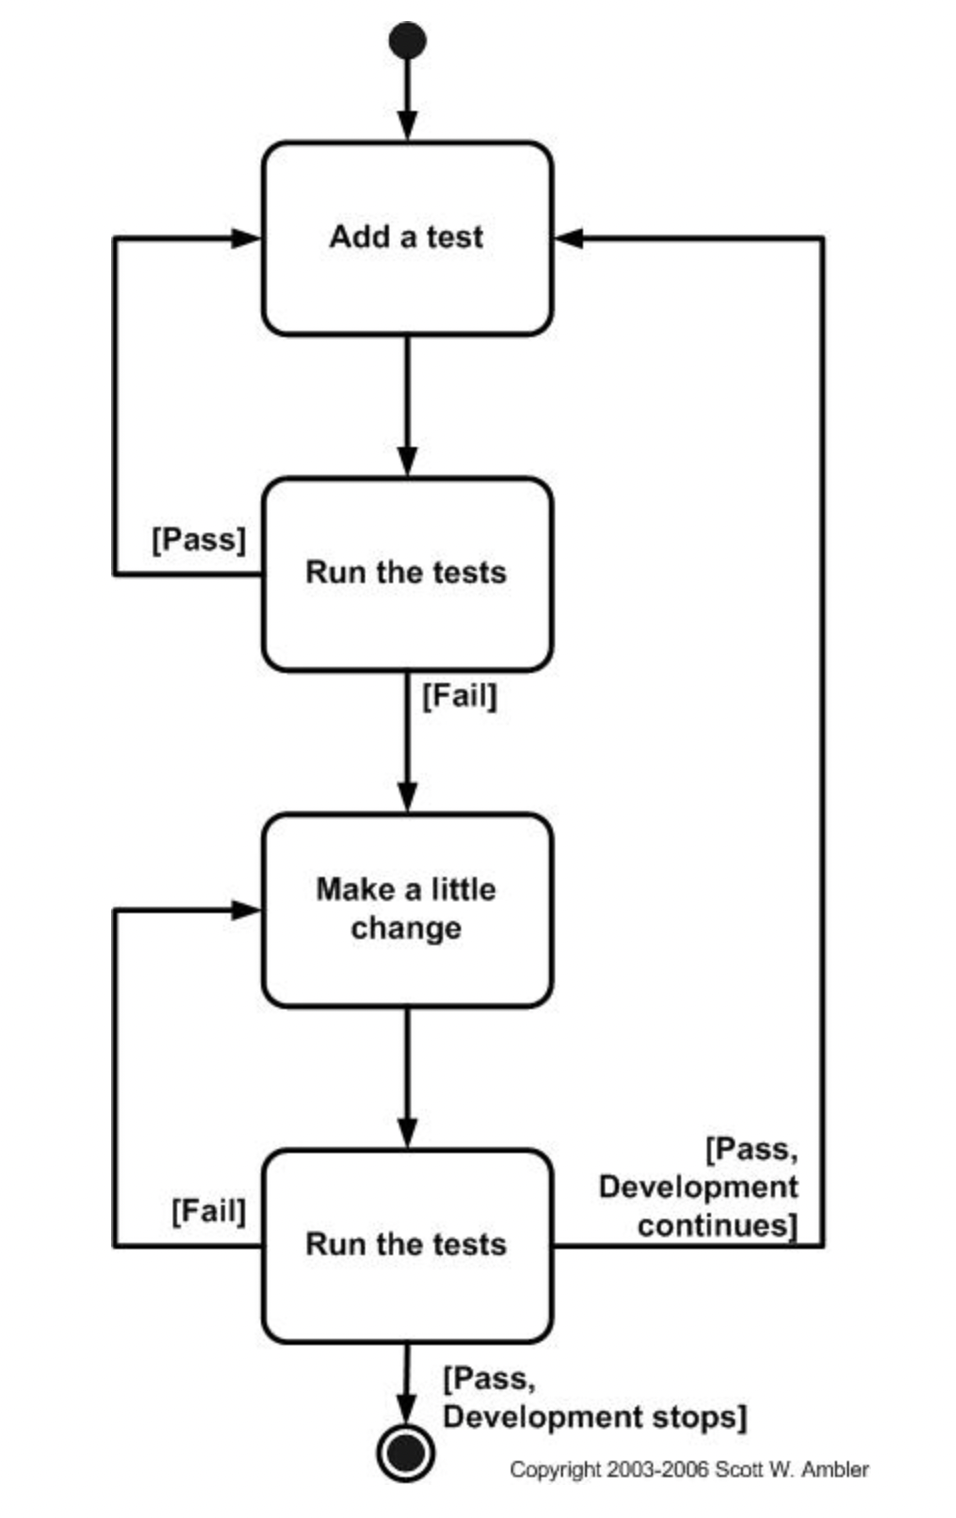 Add a test
[Pass]
Run the tests
[Fail]
Make a little
change
[Fail]
Run the tests
[Pass,
Development
continues]
[Pass,
Development stops]
Copyright 2003-2006 Scott W. Ambler